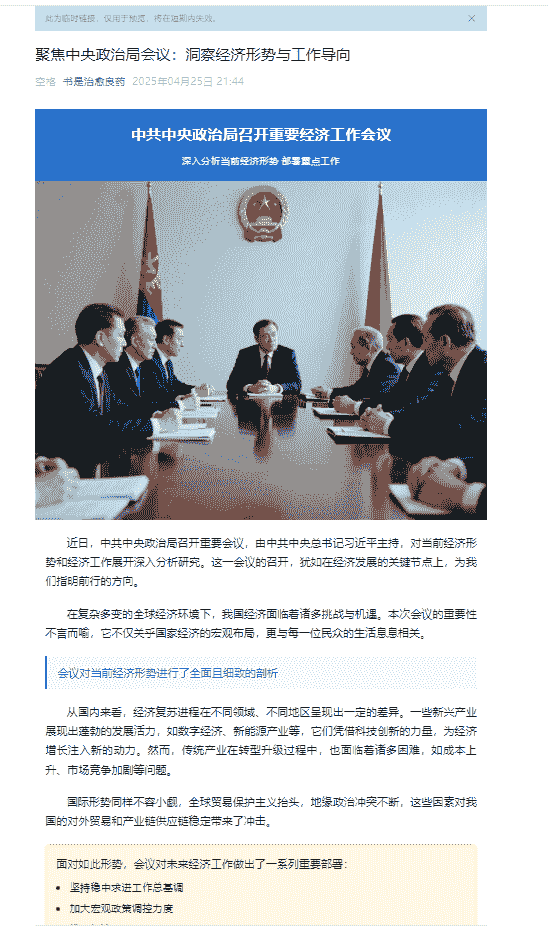 此为临时链接，仅用于预览，将在短期内失效。
聚焦中央政治局会议：洞察经济形势与工作导向
空格 书是治愈良药 2025年04月25日 21:44
中共中央政治局召开重要经济工作会议
深入分析当前经济形势 部署重点工作
近日，中共中央政治局召开重要会议，由中共中央总书记习近平主持，对当前经济形
势和经济工作展开深入分析研究。这一会议的召开，犹如在经济发展的关键节点上，为我
们指明前行的方向。
在复杂多变的全球经济环境下，我国经济面临着诸多挑战与机遇。本次会议的重要性
不言而喻，它不仅关乎国家经济的宏观布局，更与每一位民众的生活息息相关。
会议对当前经济形势进行了全面且细致的剖析
从国内来看，经济复苏进程在不同领域、不同地区呈现出一定的差异。一些新兴产业
展现出蓬勃的发展活力，如数字经济、新能源产业等，它们凭借科技创新的力量，为经济
增长注入新的动力。然而，传统产业在转型升级过程中，也面临着诸多困难，如成本上
升、市场竞争加剧等问题。
国际形势同样不容小觑，全球贸易保护主义抬头，地缘政治冲突不断，这些因素对我
国的对外贸易和产业链供应链稳定带来了冲击。
面对如此形势，会议对未来经济工作做出了一系列重要部署：
坚持稳中求进工作总基调
加大宏观政策调控力度